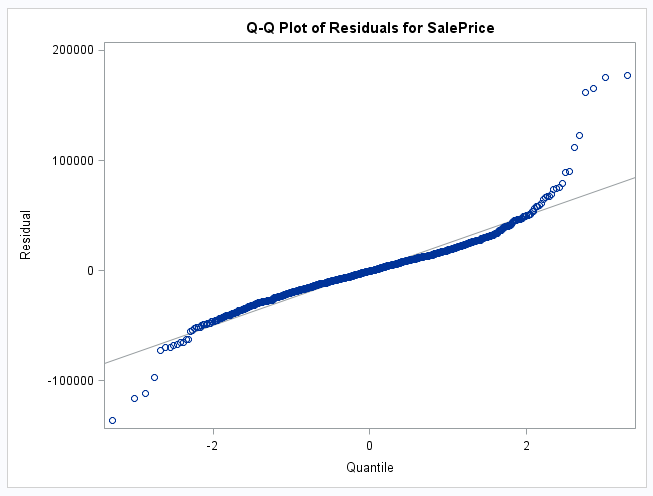 Q-Q Plot of Residuals for SalePrice
200000
100000
0
-100000
Residual
-2
0
2
Quantile